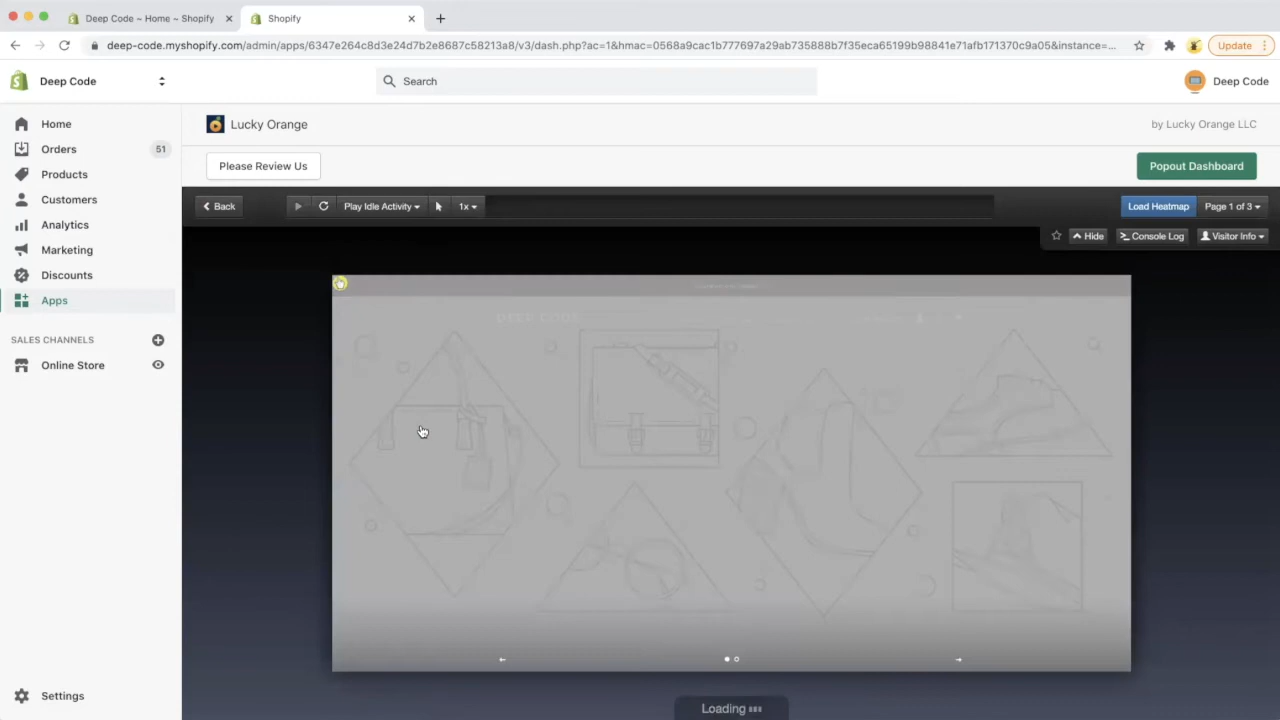 Deep Code ~ Home ~ Shopify
Shopify
deep-code.myshopify.com/admin/apps/6347e264c8d3e24d7b2e8687c58213a8/v3/dash.php?ac=1&hmac=0568a9cac1b777697a29ab735888b7f35eca65199b98841e71afb171370c9a05&instance=...
Update
Deep Code
Search
Deep Code
Home
Orders
51
Products
Customers
Analytics
Marketing
Discounts
Apps
SALES CHANNELS
Online Store
Settings
Lucky Orange
by Lucky Orange LLC
Please Review Us
Popout Dashboard
Back
Play Idle Activity
1x
Load Heatmap
Page 1 of 3
Hide
Console Log
Visitor Info
DEEP CODE
Loading